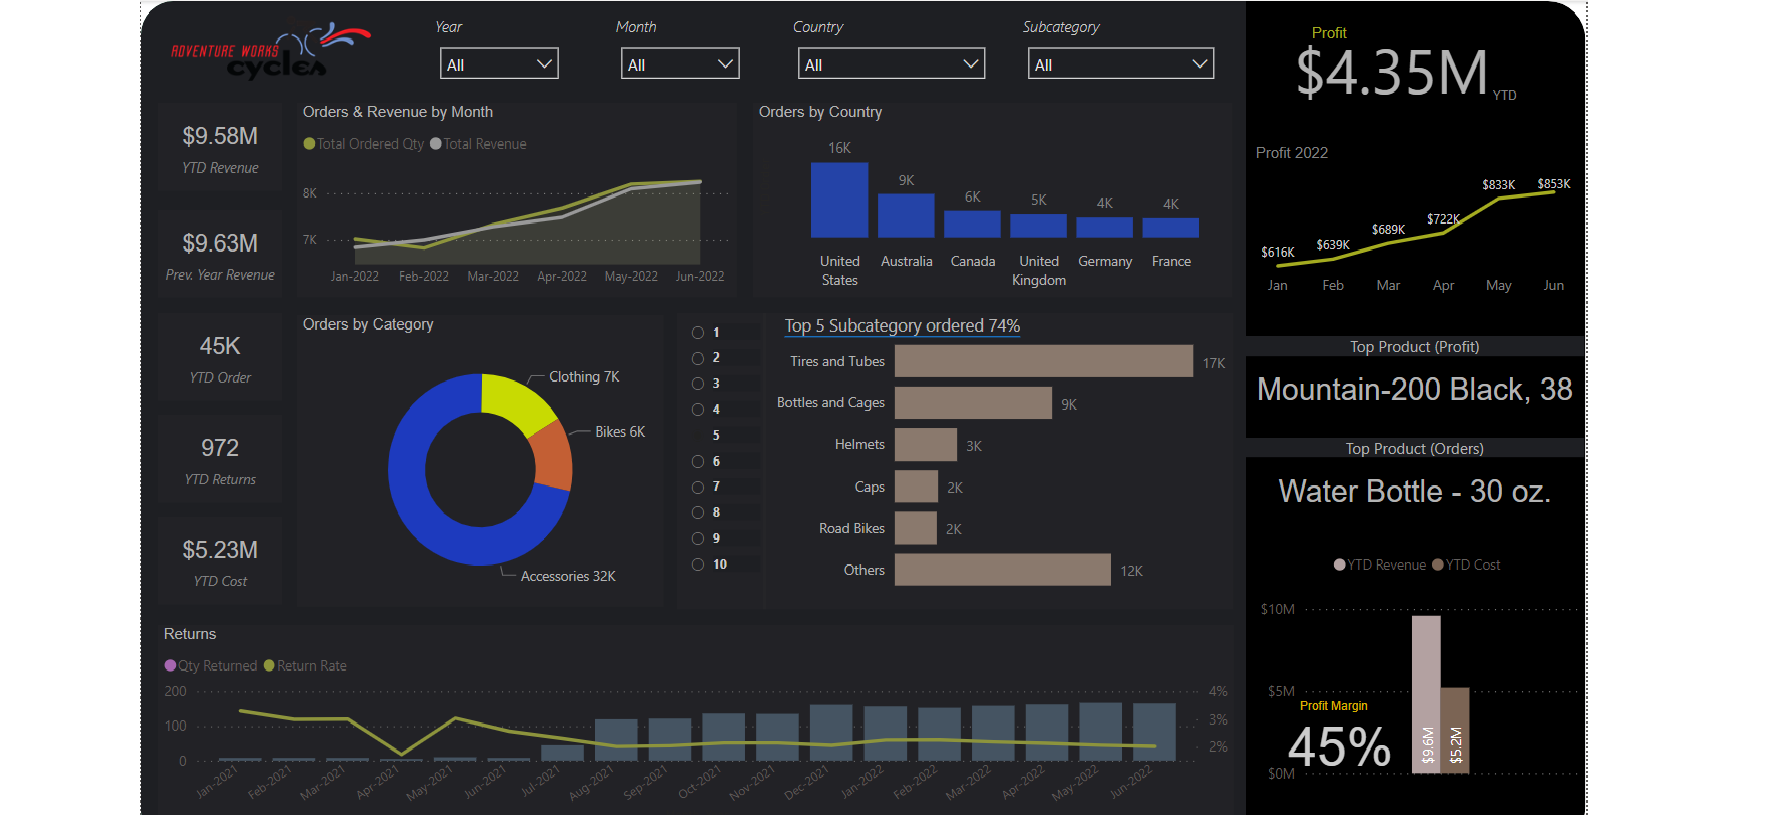 ADVENTURE WORKS
cycles
Year
Month
Country
Subcategory
All
All
All
All
$9.58M
YTD Revenue
$9.63M
Prev. Year Revenue
45K
YTD Order
972
YTD Returns
$5.23M
YTD Cost
Orders & Revenue by Month
Total Ordered Qty Total Revenue
8K
7K
Jan-2022 Feb-2022 Mar-2022 Apr-2022 May-2022 Jun-2022
Orders by Country
16K
9K
6K
5K
4K
4K
United States
Australia
Canada
United Kingdom
Germany
France
Orders by Category
Clothing 7K
Bikes 6K
Accessories 32K
1
2
3
4
5
6
7
8
9
10
Top 5 Subcategory ordered 74%
Tires and Tubes 17K
Bottles and Cages 9K
Helmets 3K
Caps 2K
Road Bikes 2K
Others 12K
Returns
Qty Returned Return Rate
200
100
0
4%
3%
2%
Jan-2021 Feb-2021 Mar-2021 Apr-2021 May-2021 Jun-2021 Jul-2021 Aug-2021 Sep-2021 Oct-2021 Nov-2021 Dec-2021 Jan-2022 Feb-2022 Mar-2022 Apr-2022 May-2022 Jun-2022
Profit
$4.35M YTD
Profit 2022
$616K $639K $689K $722K $833K $853K
Jan Feb Mar Apr May Jun
Top Product (Profit)
Mountain-200 Black, 38
Top Product (Orders)
Water Bottle - 30 oz.
YTD Revenue YTD Cost
$10M
$5M
$0M
Profit Margin
45%
$9.6M
$5.2M